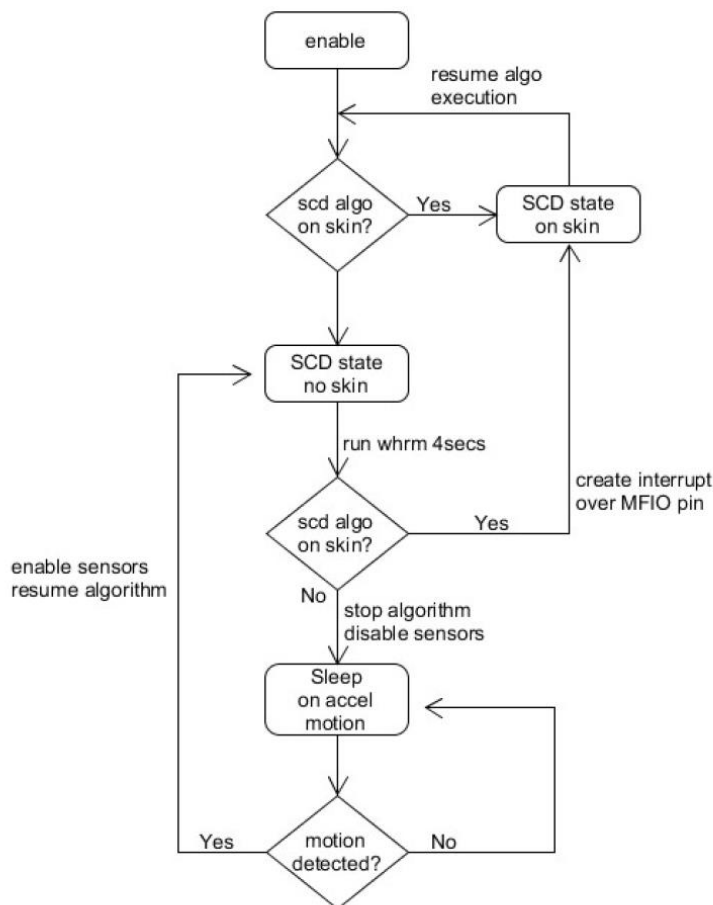 enable
resume algo
execution
scd algo
on skin?
Yes
SCD state
on skin
SCD state
no skin
run whrm 4secs
scd algo
on skin?
Yes
create interrupt
over MFIO pin
enable sensors
resume algorithm
No
stop algorithm
disable sensors
Sleep
on accel
motion
Yes
motion
detected?
No